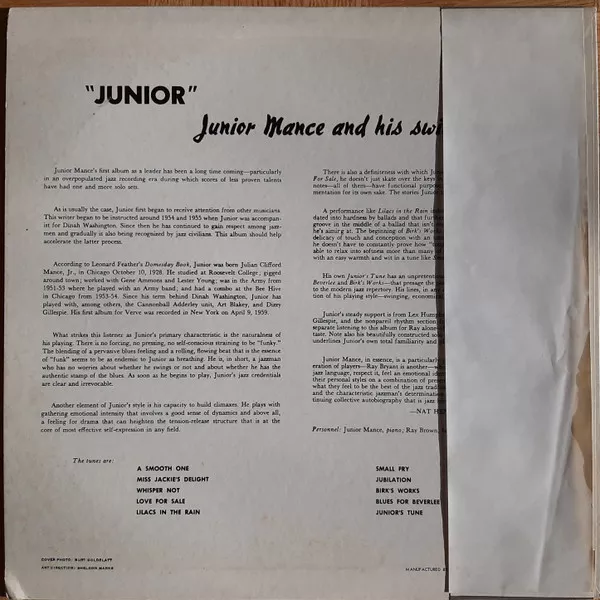 "JUNIOR"
Junior Mance and his
Junior Mance's first album as a leader has been a long time coming—particularly
in an overpopulated jazz recording era during which scores of less proven talents
have had one and more solo sets.
As is usually the case, Junior first began to receive attention from other musicians.
This writer began to be instructed around 1954 and 1955 when Junior was accompan-
ist for Dinah Washington. Since then he has continued to gain respect among jazz-
men and gradually is also being recognized by jazz civilians. This album should help
accelerate the latter process.
According to Leonard Feather's Domesday Book, Junior was born Julian Clifford
Mance, Jr., in Chicago October 10, 1928. He studied at Roosevelt College; gigged
around town; worked with Gene Ammons and Lester Young; was in the Army from
1951-53 where he played with an Army band; and had a combo at the Bee Hive
in Chicago from 1953-54. Since his term behind Dinah Washington, Junior has
played with, among others, the Cannonball Adderley unit, Art Blakey, and Dizzy
Gillespie. His first album for Verve was recorded in New York on April 9, 1959.
What strikes this listener as Junior's primary characteristic is the naturalness of
his playing. There is no forcing, no pressing, no self-conscious straining to be "funky."
The blending of a pervasive blues feeling and a rolling, flowing beat that is the essence
of "funk" seems to be as endemic to Junior as breathing. He is, in short, a jazzman
who has no worries about whether he swings or not and about whether he has the
authentic stamp of the blues. As soon as he begins to play, Junior's jazz credentials
are clear and irrevocable.
Another element of Junior's style is his capacity to build climaxes. He plays with
gathering emotional intensity that involves a good sense of dynamics and above all,
a feeling for drama that can heighten the tension-release structure that is at the
core of most effective self-expression in any field.
There is also a definiteness with which Ju
For Sale, he doesn't just skate over the keys
notes—all of them—have functional purpo
mentation for its own sake. The stories Junior
A performance like Lilacs in the Rain
dated into hastiness by ballads and that
groove in the middle of a ballad that isn't
he's aiming at. The beginning of Birk's Work
delicacy of touch and conception with an
he doesn't have to constantly prove how
able to relax into softness more than many
with an easy warmth and wit in a tune like
His own Junior's Tune has an unpretent
Beverlee and Birk's Works—that presage the
to the modern jazz repertory. His lines, in
tion of his playing style—swinging, economic
Junior's steady support is from Lex Hump
Gillespie, and the nonpareil rhythm section
separate listening to this album for Ray alone
taste. Note also his beautifully constructed so
underlines Junior's own total familiarity and
Junior Mance, in essence, is a particularly
eration of players—Ray Bryant is another—w
jazz language, respect it, feel an emotional id
their personal styles on a combination of
what they feel to be the best of the jazz trad
and the characteristic jazzman's determination
tinuing collective autobiography that is jazz
—NAT HE
Personnel: Junior Mance, piano; Ray Brown,
The tunes are:
A SMOOTH ONE
MISS JACKIE'S DELIGHT
WHISPER NOT
LOVE FOR SALE
LILACS IN THE RAIN
SMALL FRY
JUBILATION
BIRK'S WORKS
BLUES FOR BEVERLEE
JUNIOR'S TUNE
COVER PHOTO: BURT GOLDBLATT
ART DIRECTION: SHELDON MARKS
MANUFACTURED